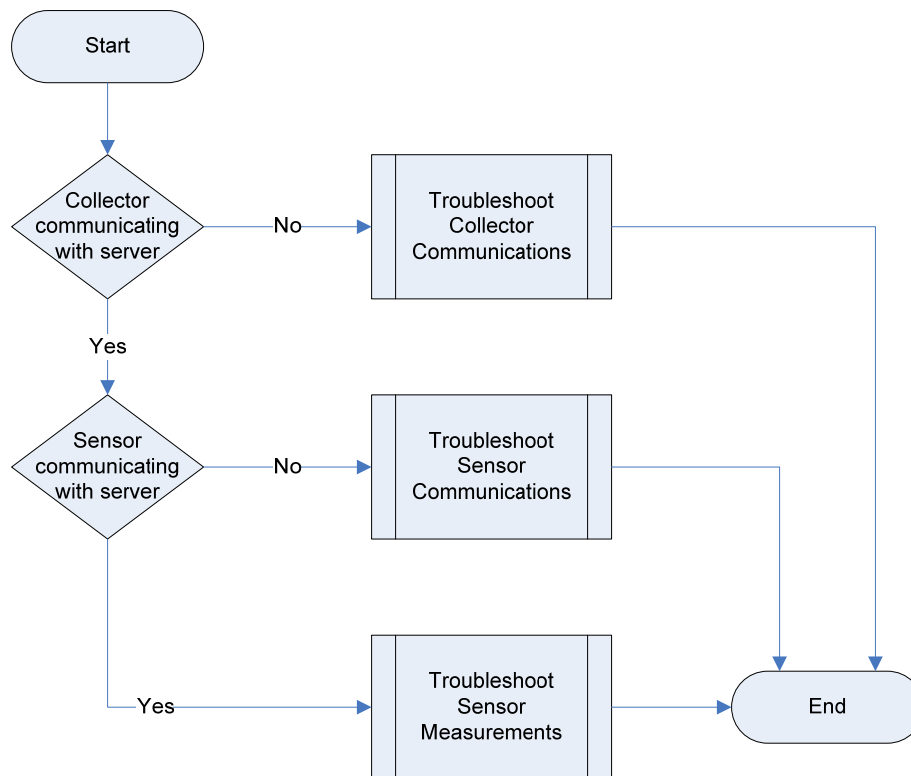 Start
Collector
communicating
with server
No
Troubleshoot
Collector
Communications
Yes
Sensor
communicating
with server
No
Troubleshoot
Sensor
Communications
Yes
Troubleshoot
Sensor
Measurements
End